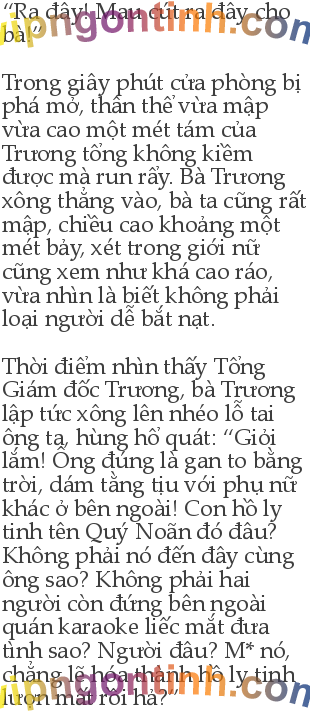 “Ra đây! Mau cút ra đây cho
bà!”
Trong giây phút cửa phòng bị
phá mở, thân thể vừa mập
vừa cao một mét tám của
Trương tổng không kiềm
được mà run rẩy. Bà Trương
xông thẳng vào, bà ta cũng rất
mập, chiều cao khoảng một
mét bảy, xét trong giới nữ
cũng xem như khá cao ráo,
vừa nhìn là biết không phải
loại người dễ bắt nạt.
Thời điểm nhìn thấy Tổng
Giám đốc Trương, bà Trương
lập tức xông lên nhéo lỗ tai
ông ta, hùng hổ quát: “Giỏi
lắm! Ông đúng là gan to bằng
trời, dám tằng tịu với phụ nữ
khác ở bên ngoài! Con hồ ly
tinh tên Quý Noãn đó đâu?
Không phải nó đến đây cùng
ông sao? Không phải hai
người còn đứng bên ngoài
quán karaoke liếc mắt đưa
tình sao? Người đâu? M* nó,
chẳng lẽ hóa thành hồ ly tinh
lượn mất rồi hả?”
vipngontinh.com
vipngontinh.com